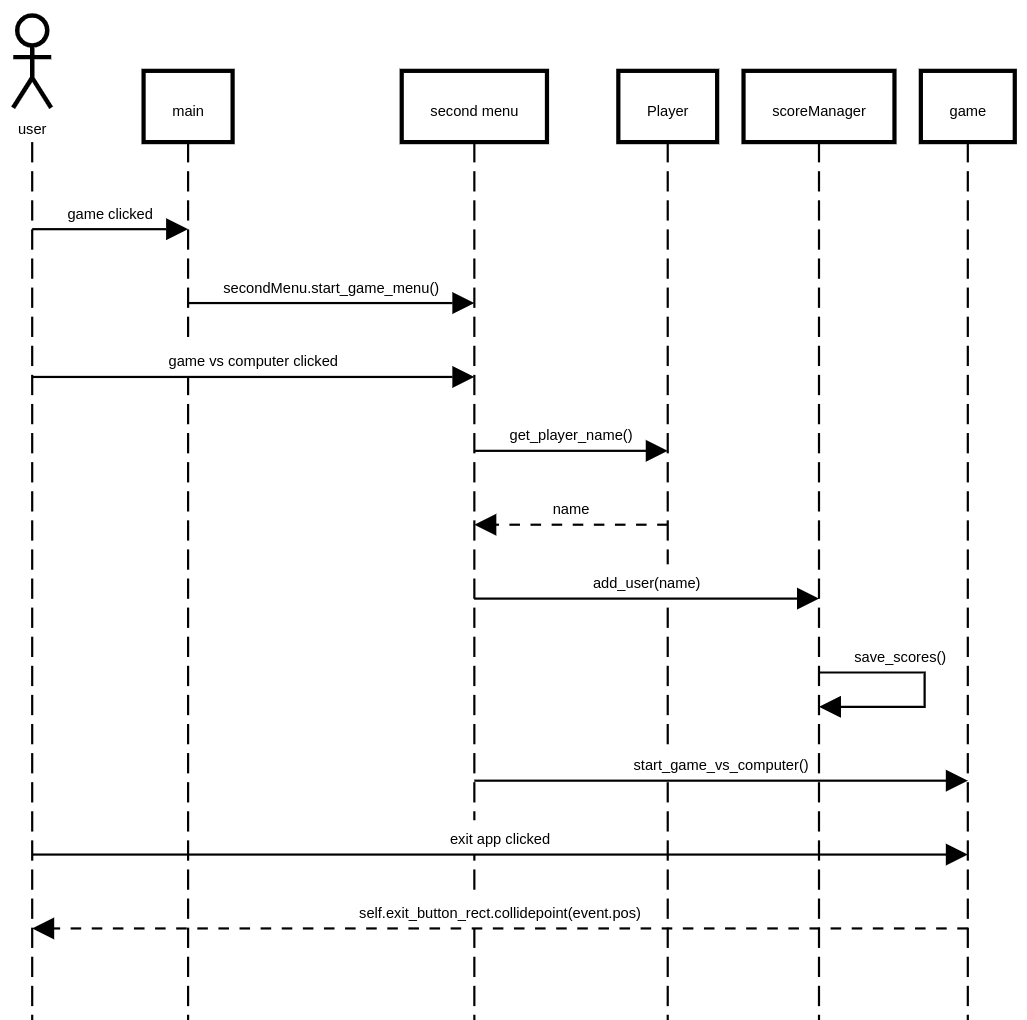 user
main
second menu
Player
scoreManager
game
game clicked
secondMenu.start_game_menu()
game vs computer clicked
get_player_name()
name
add_user(name)
save_scores()
start_game_vs_computer()
exit app clicked
self.exit_button_rect.collidepoint(event.pos)